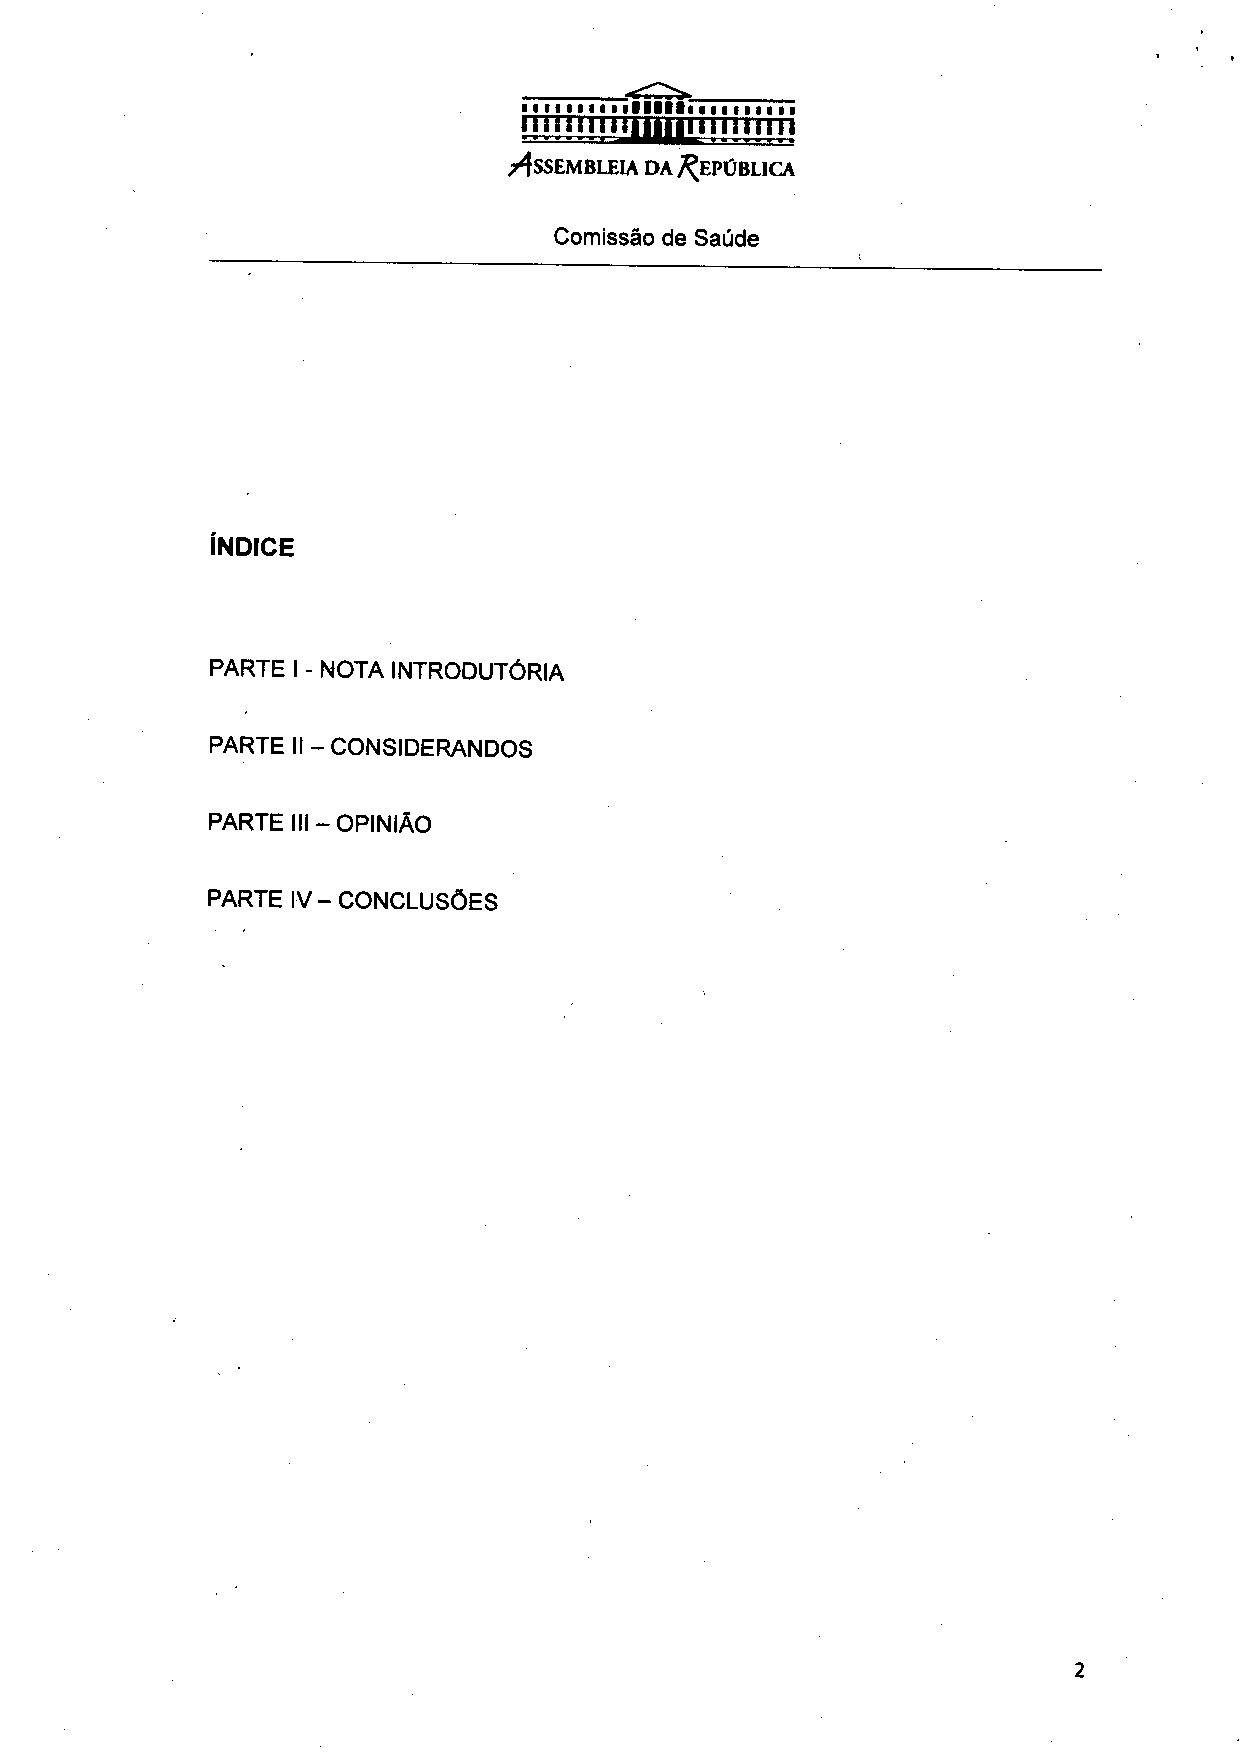 ASSEMBLEIA DA REPÚBLICA
Comissão de Saúde
ÍNDICE
PARTE I - NOTA INTRODUTÓRIA
PARTE II – CONSIDERANDOS
PARTE III – OPINIÃO
PARTE IV – CONCLUSÕES
2